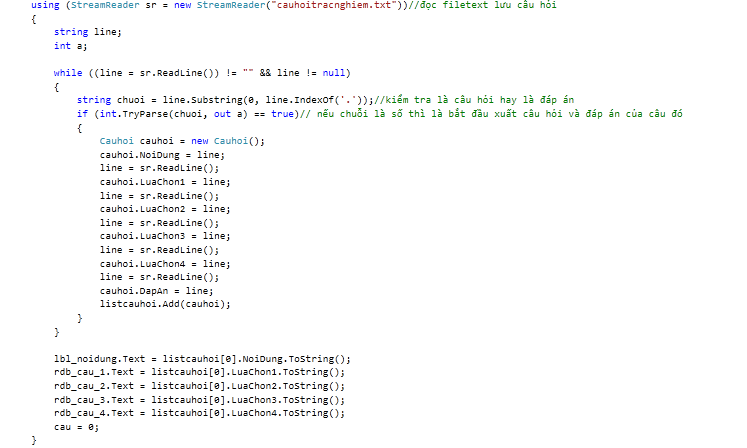 using (StreamReader sr = new StreamReader("cauhoitracnghiem.txt"))//đọc filetext lưu câu hỏi
{
string line;
int a;
while ((line = sr.ReadLine()) != "" && line != null)
{
string chuoi = line.Substring(0, line.IndexOf('.'));//kiểm tra là câu hỏi hay là đáp án
if (int.TryParse(chuoi, out a) == true)// nếu chuỗi là số thì là bắt đầu xuất câu hỏi và đáp án của câu đó
{
Cauhoi cauhoi = new Cauhoi();
cauhoi.NoiDung = line;
line = sr.ReadLine();
cauhoi.LuaChon1 = line;
line = sr.ReadLine();
cauhoi.LuaChon2 = line;
line = sr.ReadLine();
cauhoi.LuaChon3 = line;
line = sr.ReadLine();
cauhoi.LuaChon4 = line;
line = sr.ReadLine();
cauhoi.DapAn = line;
listcauhoi.Add(cauhoi);
}
}
lbl_noidung.Text = listcauhoi[0].NoiDung.ToString();
rdb_cau_1.Text = listcauhoi[0].LuaChon1.ToString();
rdb_cau_2.Text = listcauhoi[0].LuaChon2.ToString();
rdb_cau_3.Text = listcauhoi[0].LuaChon3.ToString();
rdb_cau_4.Text = listcauhoi[0].LuaChon4.ToString();
cau = 0;
}